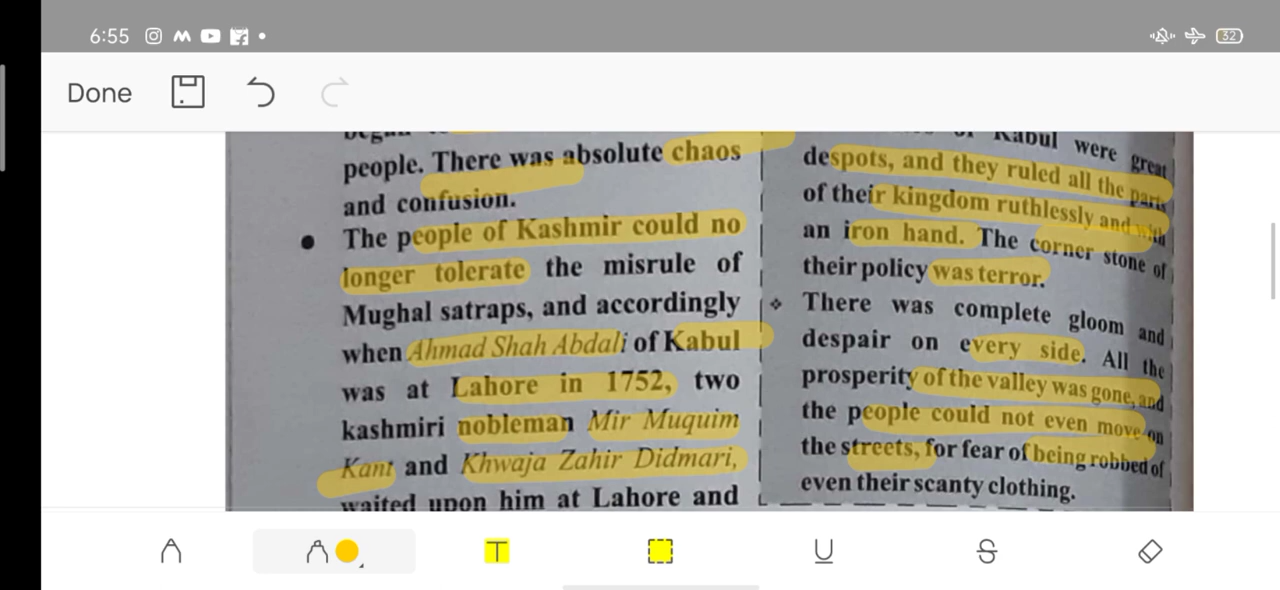 6:55
32
Done
people. There was absolute chaos
and confusion.
● The people of Kashmir could no
longer tolerate the misrule of
Mughal satraps, and accordingly
when Ahmad Shah Abdali of Kabul
was at Lahore in 1752, two
kashmiri nobleman Mir Muquim
Kant and Khwaja Zahir Didmari,
waited upon him at Lahore and
Kabul were great
despots, and they ruled all the parts
of their kingdom ruthlessly and with
an iron hand. The corner stone of
their policy was terror.
❖ There was complete gloom and
despair on every side. All the
prosperity of the valley was gone, and
the people could not even move on
the streets, for fear of being robbed of
even their scanty clothing.
T
U
S